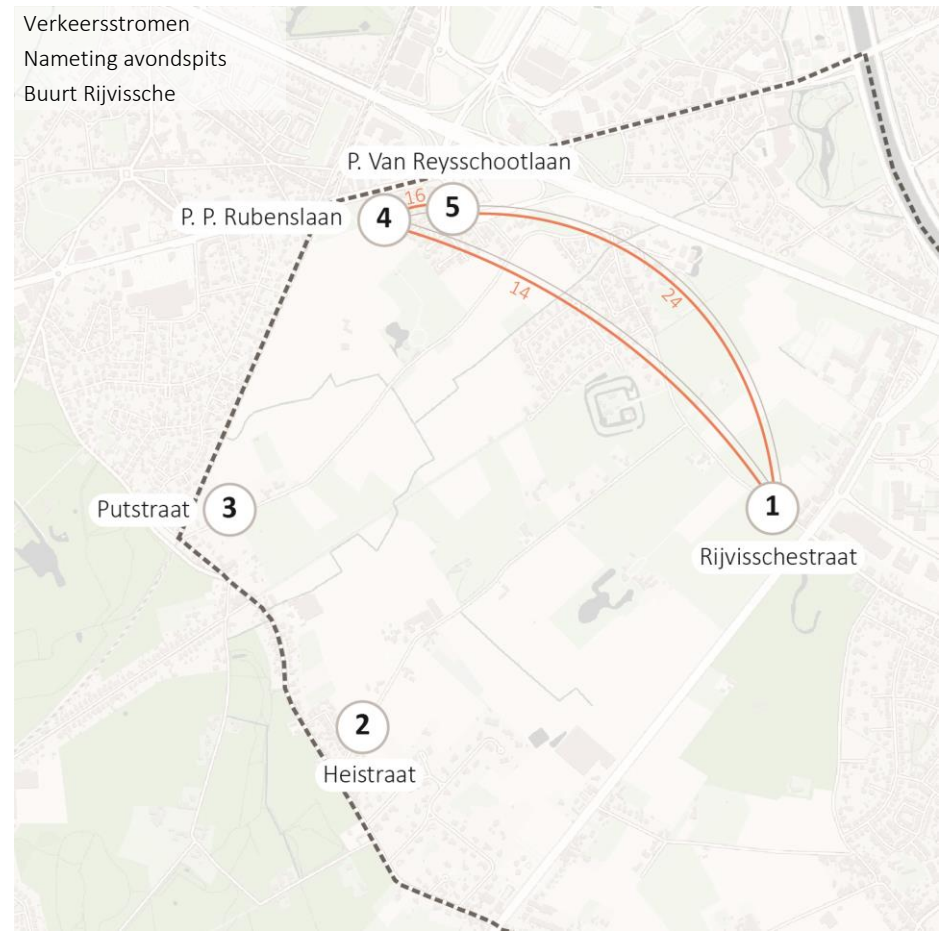 Verkeersstromen
Nameting avondspits
Buurt Rijvissche
P. Van Reysschootlaan
16
5
P. P. Rubenslaan
4
14
24
Putstraat
3
1
Rijvisschestraat
2
Heistraat